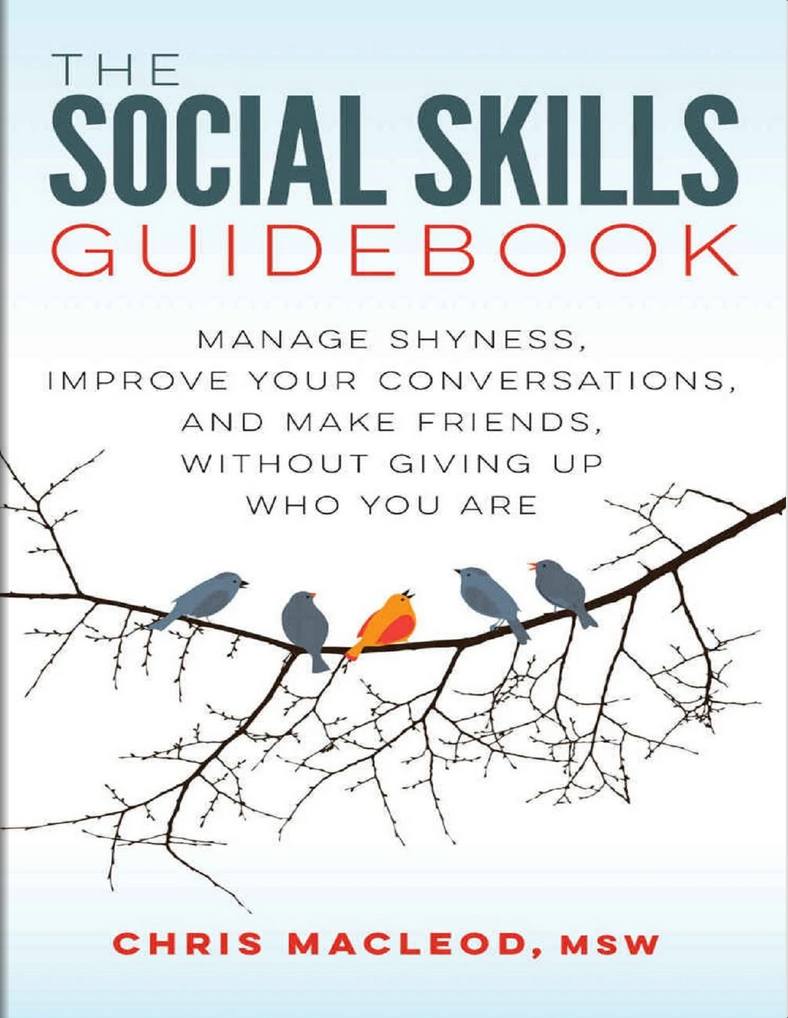 THE
SOCIAL SKILLS
GUIDEBOOK
MANAGE SHYNESS,
IMPROVE YOUR CONVERSATIONS,
AND MAKE FRIENDS,
WITHOUT GIVING UP
WHO YOU ARE
CHRIS MACLEOD, MSW